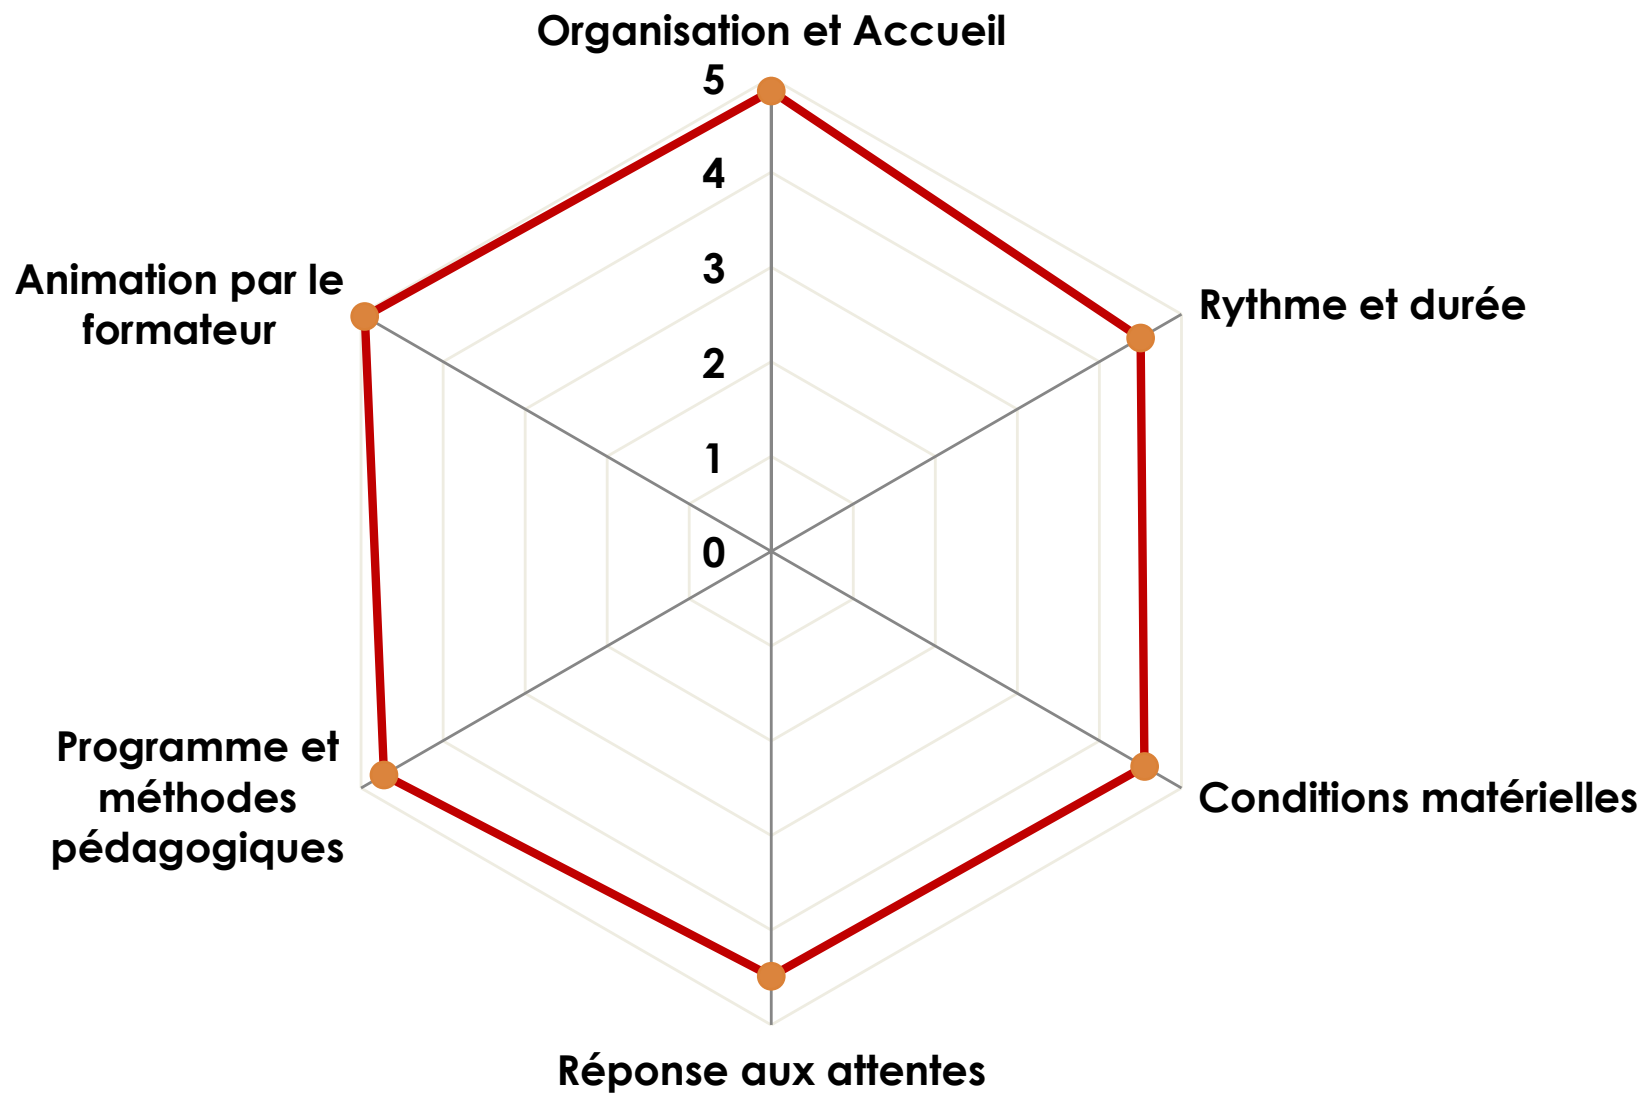 Organisation et Accueil
5
4
3
2
1
0
Animation par le
formateur
Rythme et durée
Programme et
méthodes
pédagogiques
Conditions matérielles
Réponse aux attentes